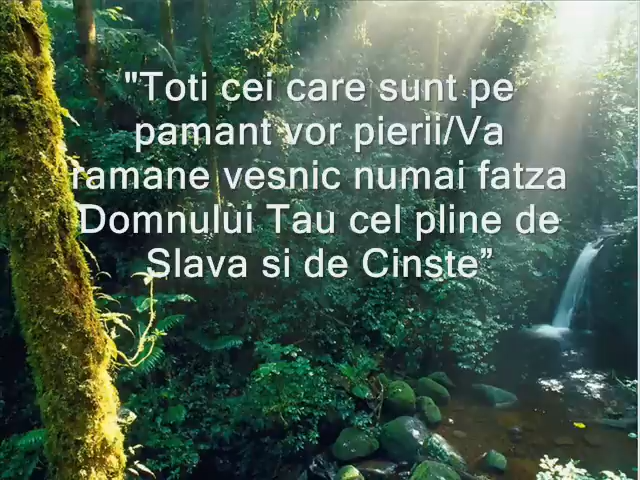 "Toti cei care sunt pe
pamant vor pierii/Va
ramane vesnic numai fatza
Domnului Tau cel pline de
Slava si de Cinste”